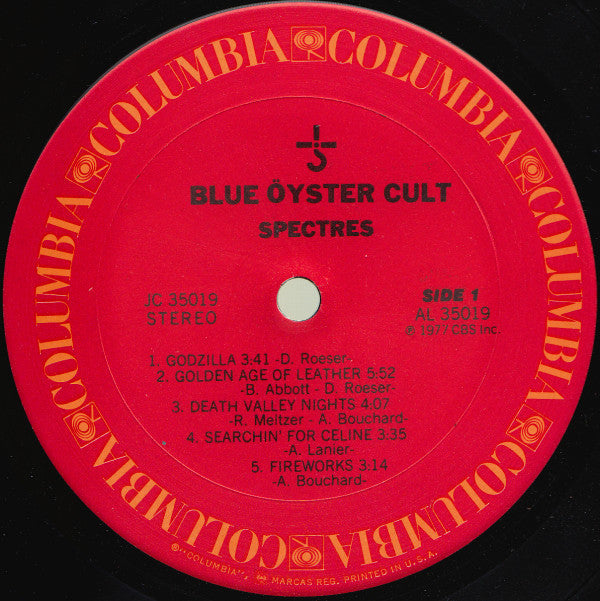 COLUMBIA COLUMBIA COLUMBIA COLUMBIA COLUMBIA COLUMBIA COLUMBIA COLUMBIA
BLUE ÖYSTER CULT
SPECTRES
JC 35019
STEREO
SIDE 1
AL 35019
℗ 1977 CBS Inc.
1. GODZILLA 3:41 -D. Roeser-
2. GOLDEN AGE OF LEATHER 5:52
-B. Abbott - D. Roeser-
3. DEATH VALLEY NIGHTS 4:07
-R. Meltzer - A. Bouchard-
4. SEARCHIN' FOR CELINE 3:35
-A. Lanier-
5. FIREWORKS 3:14
-A. Bouchard-
®"COLUMBIA", MARCAS REG. PRINTED IN U.S.A.